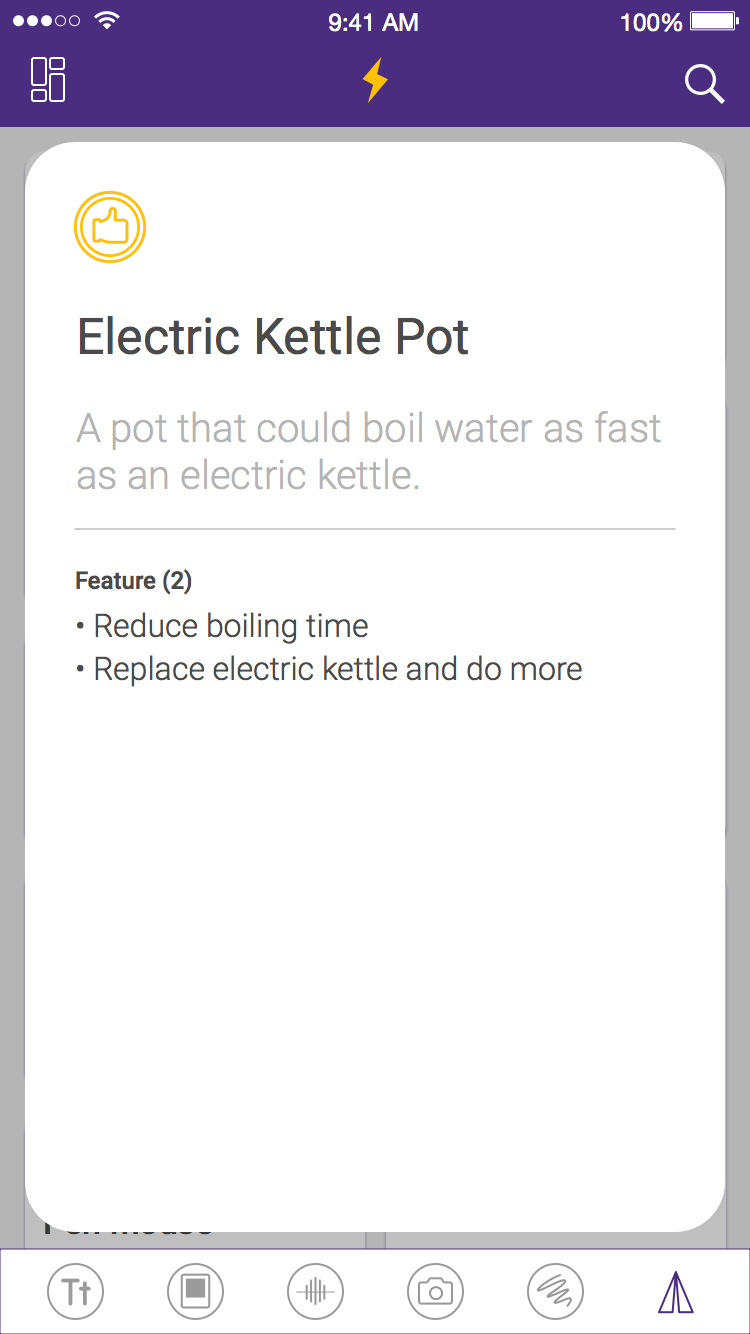 9:41 AM
100%
Electric Kettle Pot
A pot that could boil water as fast
as an electric kettle.
Feature (2)
• Reduce boiling time
• Replace electric kettle and do more
Tt